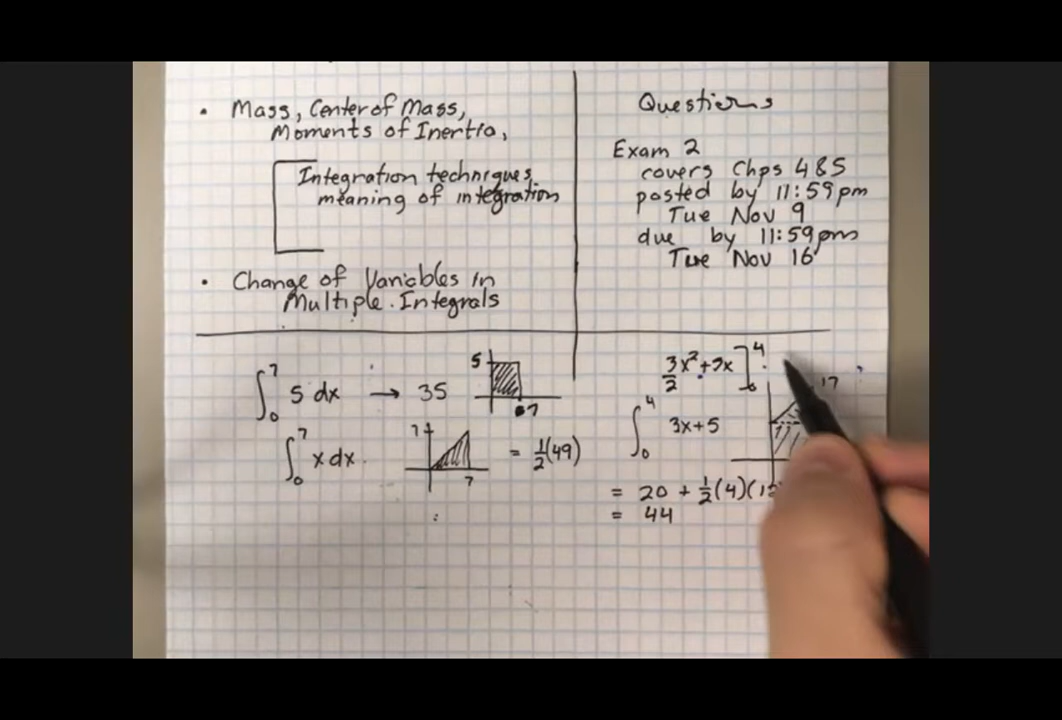 • Mass, Center of Mass,
Moments of Inertia,
Integration techniques,
meaning of integration
• Change of Variables in
Multiple Integrals
Questions
Exam 2
covers Chps 4&5
posted by 11:59pm
Tue Nov 9
due by 11:59pm
Tue Nov 16
∫₀⁷ 5 dx → 35
5
7
∫₀⁷ x dx.
7
7
= ½(49)
3/2 x² + 5x ]₀⁴
17
∫₀⁴ 3x+5
= 20 + ½(4)(12
= 44